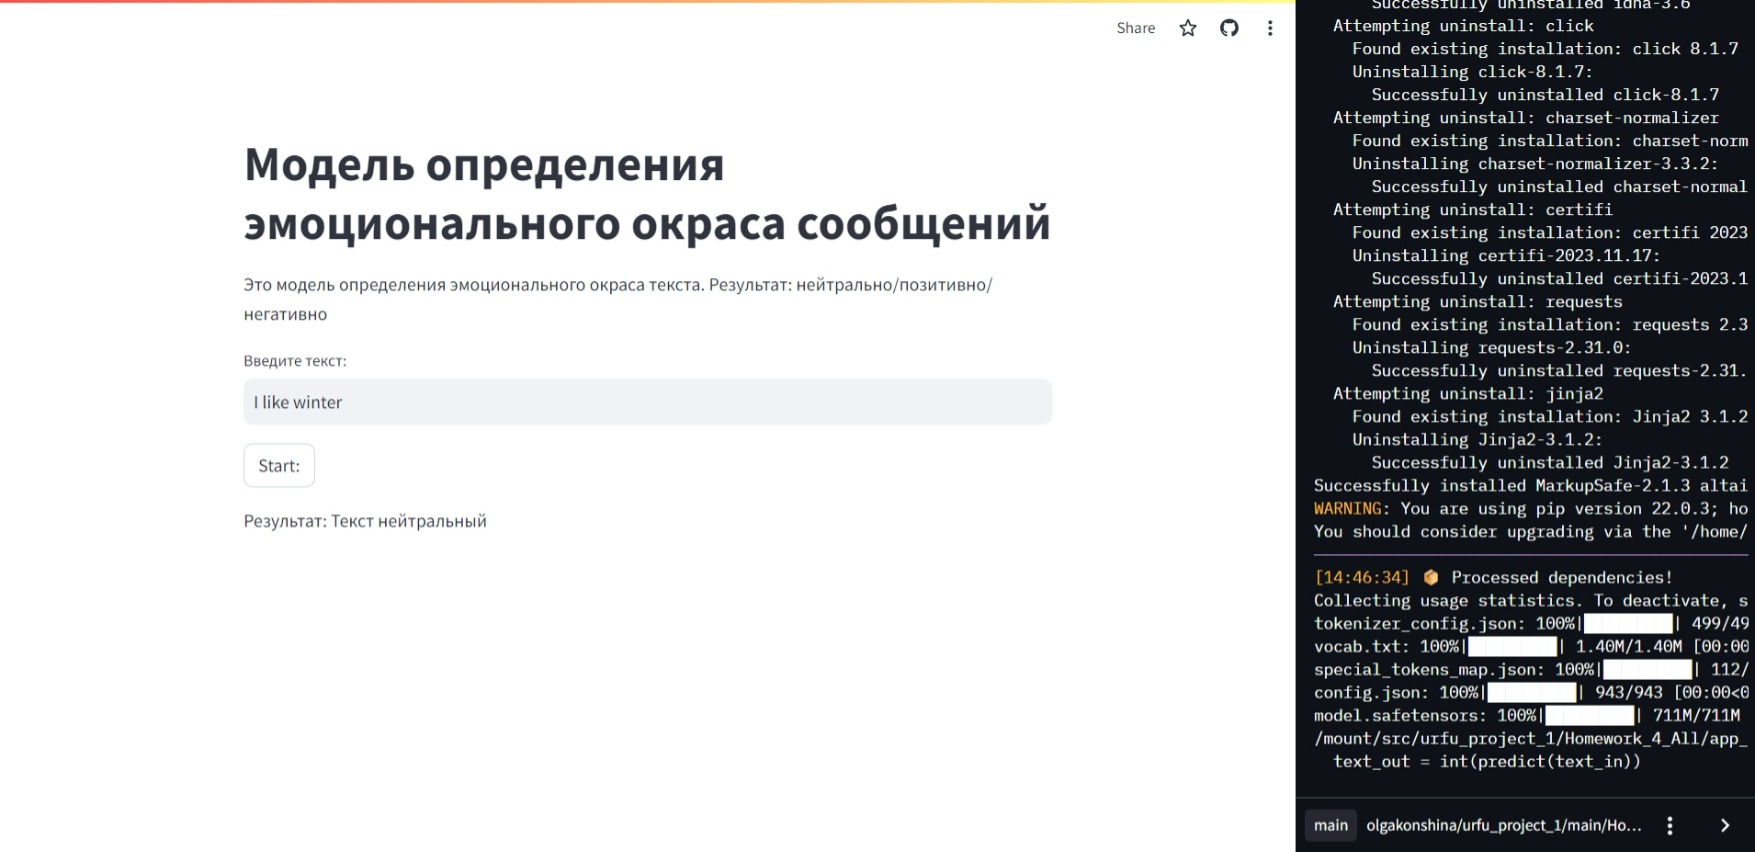 Share
Модель определения
эмоционального окраса сообщений
Это модель определения эмоционального окраса текста. Результат: нейтрально/позитивно/
негативно
Введите текст:
I like winter
Start:
Результат: Текст нейтральный
Successfully uninstalled idna-3.6
Attempting uninstall: click
Found existing installation: click 8.1.7
Uninstalling click-8.1.7:
Successfully uninstalled click-8.1.7
Attempting uninstall: charset-normalizer
Found existing installation: charset-norm
Uninstalling charset-normalizer-3.3.2:
Successfully uninstalled charset-normal
Attempting uninstall: certifi
Found existing installation: certifi 2023
Uninstalling certifi-2023.11.17:
Successfully uninstalled certifi-2023.1
Attempting uninstall: requests
Found existing installation: requests 2.3
Uninstalling requests-2.31.0:
Successfully uninstalled requests-2.31.
Attempting uninstall: jinja2
Found existing installation: Jinja2 3.1.2
Uninstalling Jinja2-3.1.2:
Successfully uninstalled Jinja2-3.1.2
Successfully installed MarkupSafe-2.1.3 altai
WARNING: You are using pip version 22.0.3; ho
You should consider upgrading via the '/home/
[14:46:34] 📦 Processed dependencies!
Collecting usage statistics. To deactivate, s
tokenizer_config.json: 100%|██████████| 499/49
vocab.txt: 100%|██████████| 1.40M/1.40M [00:00
special_tokens_map.json: 100%|██████████| 112/
config.json: 100%|██████████| 943/943 [00:00<0
model.safetensors: 100%|██████████| 711M/711M
/mount/src/urfu_project_1/Homework_4_All/app_
text_out = int(predict(text_in))
main olgakonshina/urfu_project_1/main/Ho...